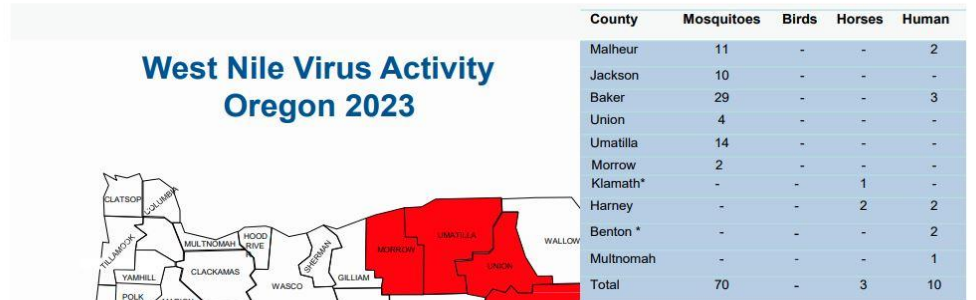 West Nile Virus Activity
Oregon 2023
County Mosquitoes Birds Horses Human
Malheur 11 - - 2
Jackson 10 - - -
Baker 29 - - 3
Union 4 - - -
Umatilla 14 - - -
Morrow 2 - - -
Klamath* - - 1 -
Harney - - 2 2
Benton * - - - 2
Multnomah - - - 1
Total 70 - 3 10
CLATSOP
COLUMBIA
TILLAMOOK
MULTNOMAH
HOOD
RIVE
R
SHERMAN
MORROW
UMATILLA
UNION
WALLOW
YAMHILL
CLACKAMAS
WASCO
GILLIAM
POLK